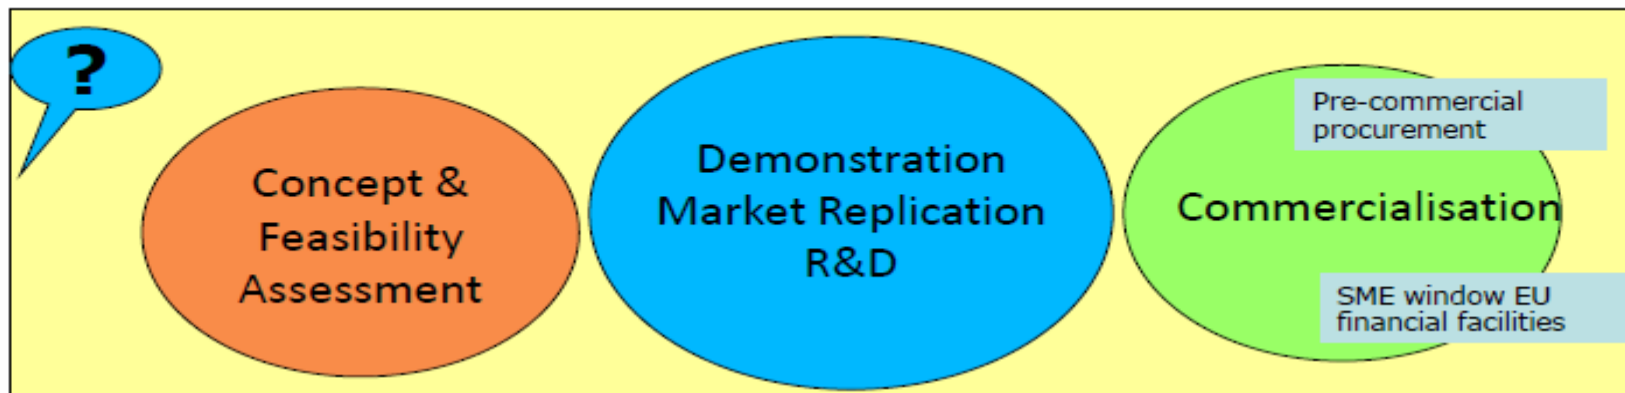 ?
Concept &
Feasibility
Assessment
Demonstration
Market Replication
R&D
Pre-commercial
procurement
Commercialisation
SME window EU
financial facilities